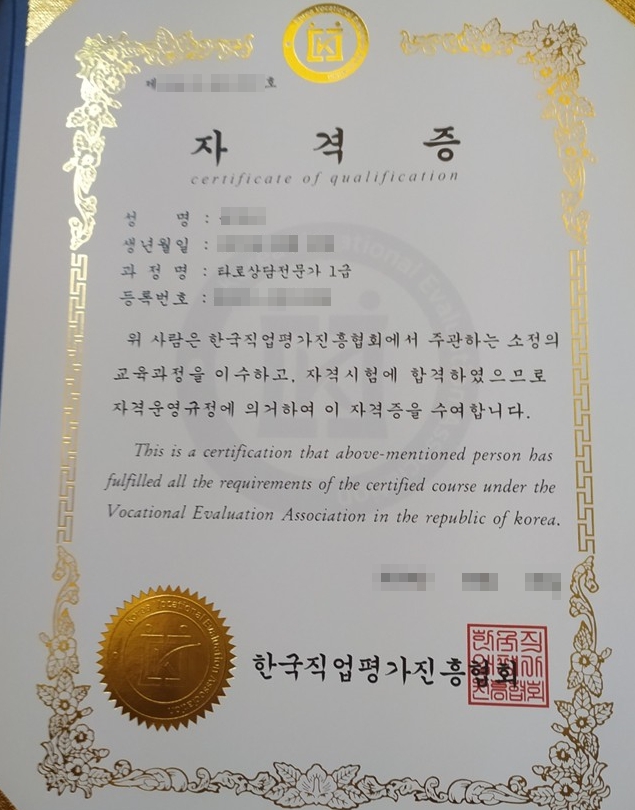 제 호
자 격 증
certificate of qualification
성 명 :
생년월일 :
과 정 명 : 타로상담전문가 1급
등록번호 :
위 사람은 한국직업평가진흥협회에서 주관하는 소정의
교육과정을 이수하고, 자격시험에 합격하였으므로
자격운영규정에 의거하여 이 자격증을 수여합니다.
This is a certification that above-mentioned person has
fulfilled all the requirements of the certified course under the
Vocational Evaluation Association in the republic of korea.
Korea Vocational Evaluation Association
한국직업평가진흥협회